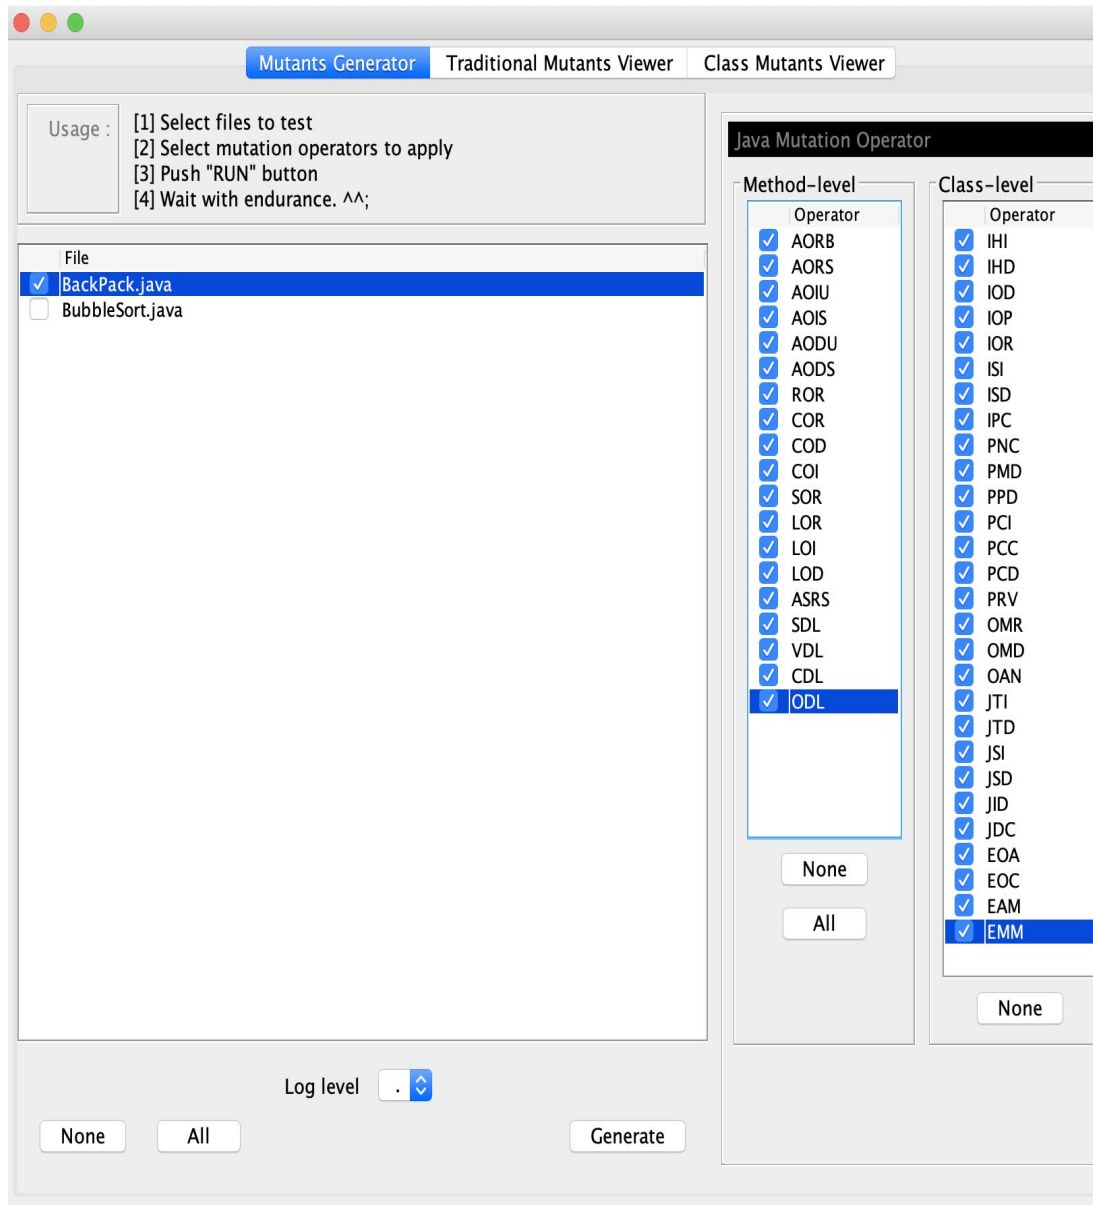 Mutants Generator
Traditional Mutants Viewer
Class Mutants Viewer
Usage :
[1] Select files to test
[2] Select mutation operators to apply
[3] Push "RUN" button
[4] Wait with endurance. ^^;
File
BackPack.java
BubbleSort.java
Log level .
None
All
Generate
Java Mutation Operator
Method-level
Operator
AORB
AORS
AOIU
AOIS
AODU
AODS
ROR
COR
COD
COI
SOR
LOR
LOI
LOD
ASRS
SDL
VDL
CDL
ODL
None
All
Class-level
Operator
IHI
IHD
IOD
IOP
IOR
ISI
ISD
IPC
PNC
PMD
PPD
PCI
PCC
PCD
PRV
OMR
OMD
OAN
JTI
JTD
JSI
JSD
JID
JDC
EOA
EOC
EAM
EMM
None